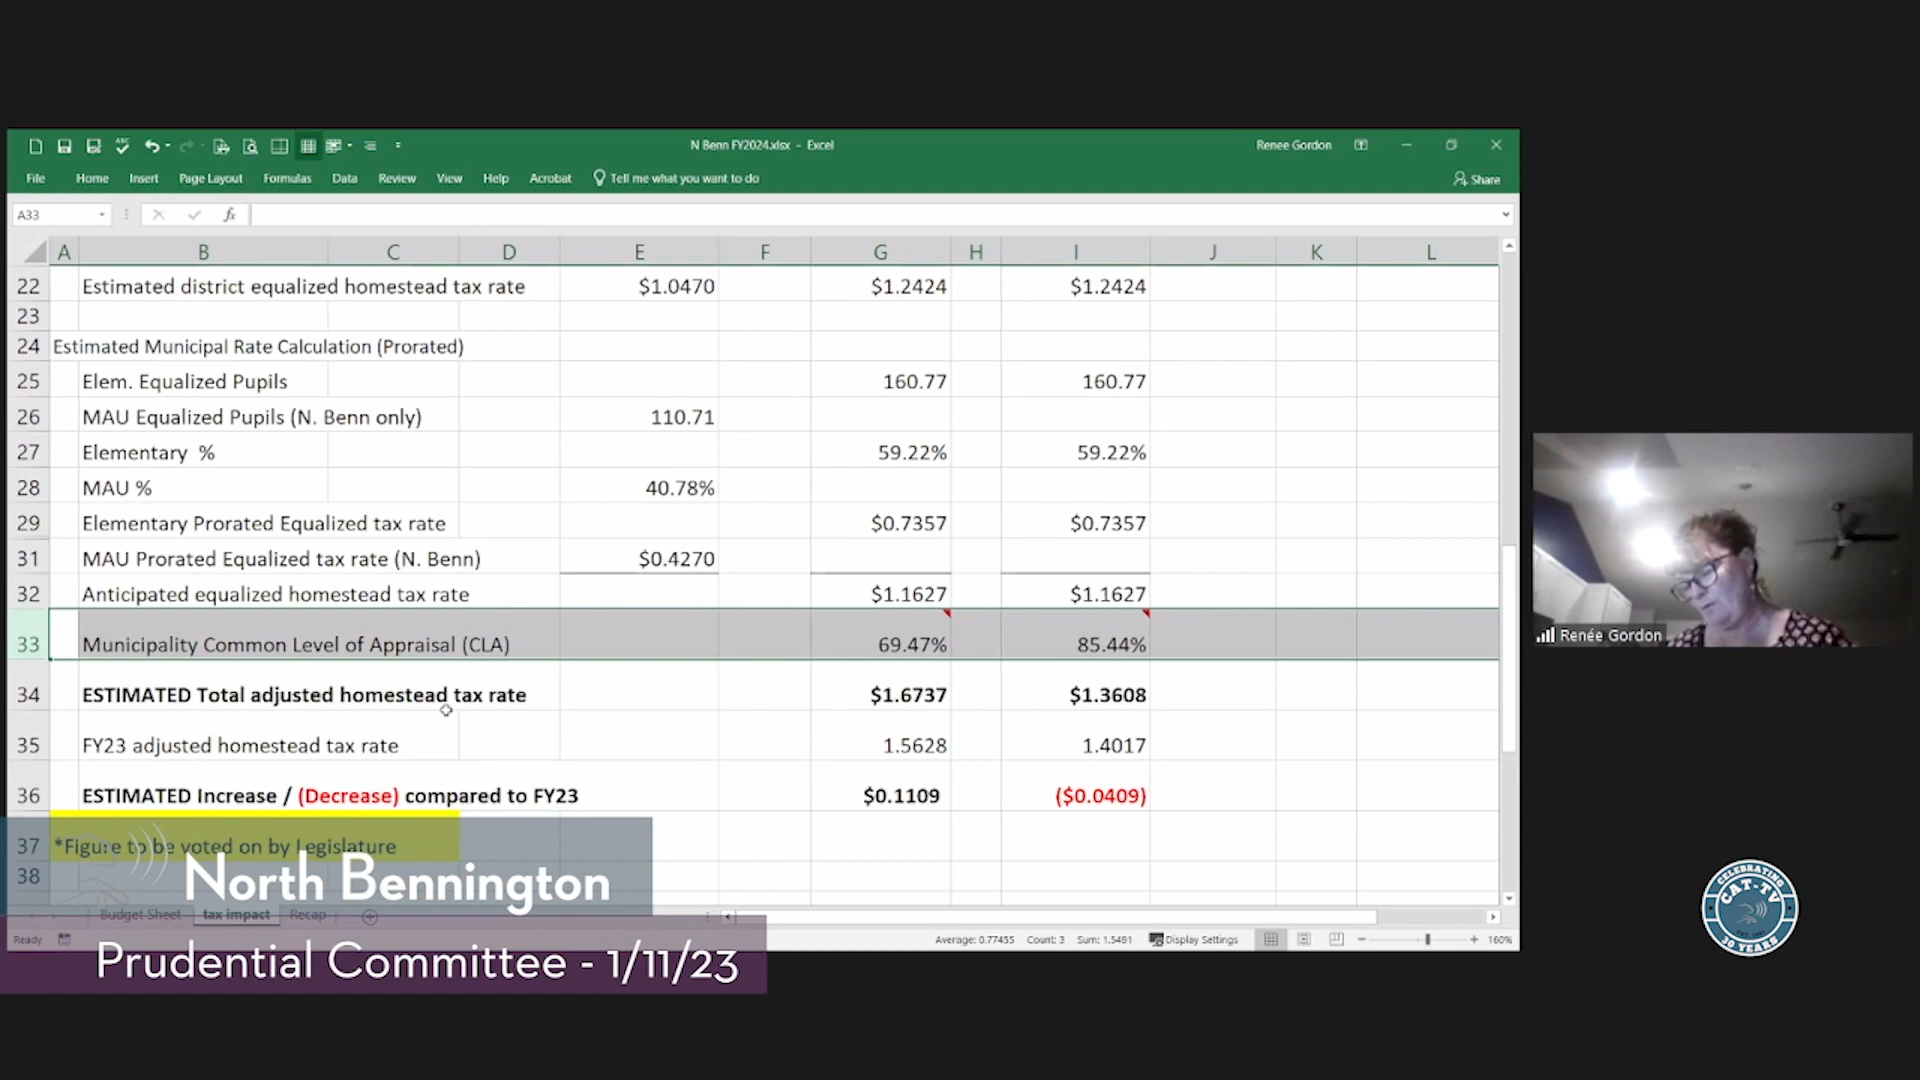 N Benn FY2024.xlsx - Excel
Renee Gordon
File Home Insert Page Layout Formulas Data Review View Help Acrobat Tell me what you want to do
Share
A33
fx
A B C D E F G H I J K L
22 Estimated district equalized homestead tax rate $1.0470 $1.2424 $1.2424
23
24 Estimated Municipal Rate Calculation (Prorated)
25 Elem. Equalized Pupils 160.77 160.77
26 MAU Equalized Pupils (N. Benn only) 110.71
27 Elementary % 59.22% 59.22%
28 MAU % 40.78%
29 Elementary Prorated Equalized tax rate $0.7357 $0.7357
31 MAU Prorated Equalized tax rate (N. Benn) $0.4270
32 Anticipated equalized homestead tax rate $1.1627 $1.1627
33 Municipality Common Level of Appraisal (CLA) 69.47% 85.44%
34 ESTIMATED Total adjusted homestead tax rate $1.6737 $1.3608
35 FY23 adjusted homestead tax rate 1.5628 1.4017
36 ESTIMATED Increase / (Decrease) compared to FY23 $0.1109 ($0.0409)
37 *Figure to be voted on by Legislature
38
Budget Sheet tax impact Recap
Ready
Average: 0.77455 Count: 3 Sum: 1.5491 Display Settings 160%
North Bennington
Prudential Committee - 1/11/23
Renée Gordon
CELEBRATING
CAT-TV
30 YEARS